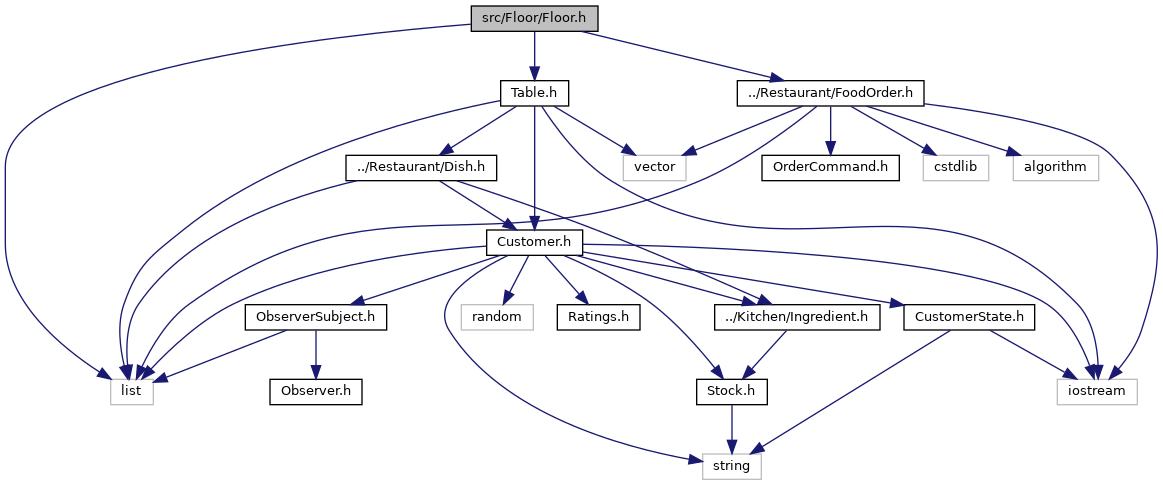 src/Floor/Floor.h
Table.h
../Restaurant/FoodOrder.h
../Restaurant/Dish.h
vector
OrderCommand.h
cstdlib
algorithm
Customer.h
ObserverSubject.h
random
Ratings.h
../Kitchen/Ingredient.h
CustomerState.h
list
Observer.h
Stock.h
iostream
string